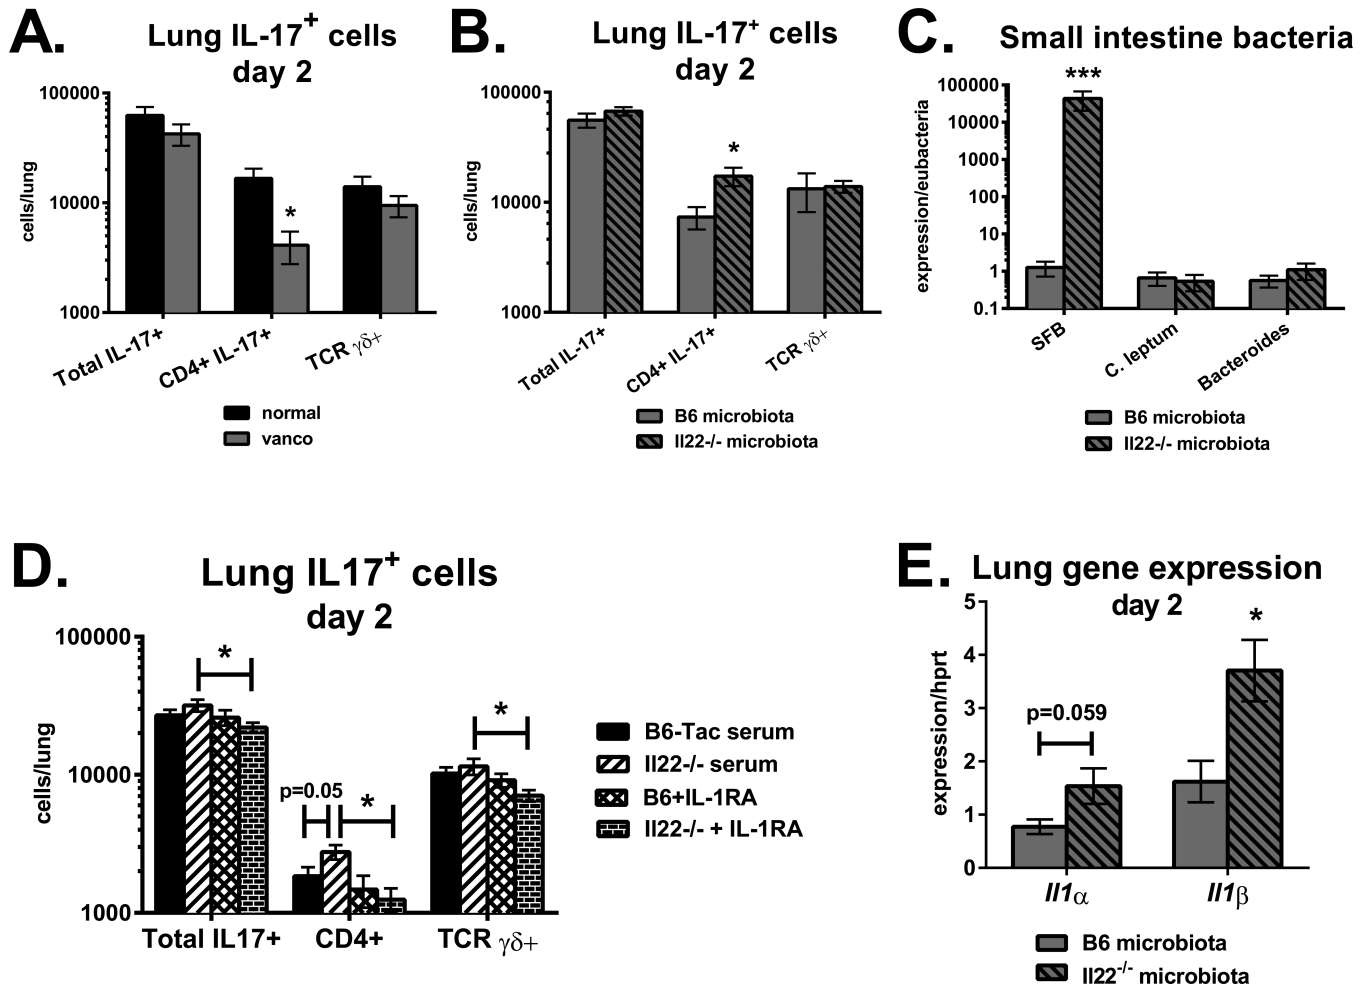 A.
Lung IL-17+ cells
day 2
cells/lung
100000
10000
1000
Total IL-17+
CD4+ IL-17+
TCR γδ+
*
normal
vanco
B.
Lung IL-17+ cells
day 2
cells/lung
100000
10000
1000
Total IL-17+
CD4+ IL-17+
TCR γδ+
*
B6 microbiota
Il22-/- microbiota
C.
Small intestine bacteria
expression/eubacteria
100000
10000
1000
100
10
1
0.1
***
SFB
C. leptum
Bacteroides
B6 microbiota
Il22-/- microbiota
D.
Lung IL17+ cells
day 2
cells/lung
100000
10000
1000
*
p=0.05
*
*
Total IL17+
CD4+
TCR γδ+
B6-Tac serum
Il22-/- serum
B6+IL-1RA
Il22-/- + IL-1RA
E.
Lung gene expression
day 2
expression/hprt
5
4
3
2
1
0
p=0.059
*
Il1α
Il1β
B6 microbiota
Il22-/- microbiota